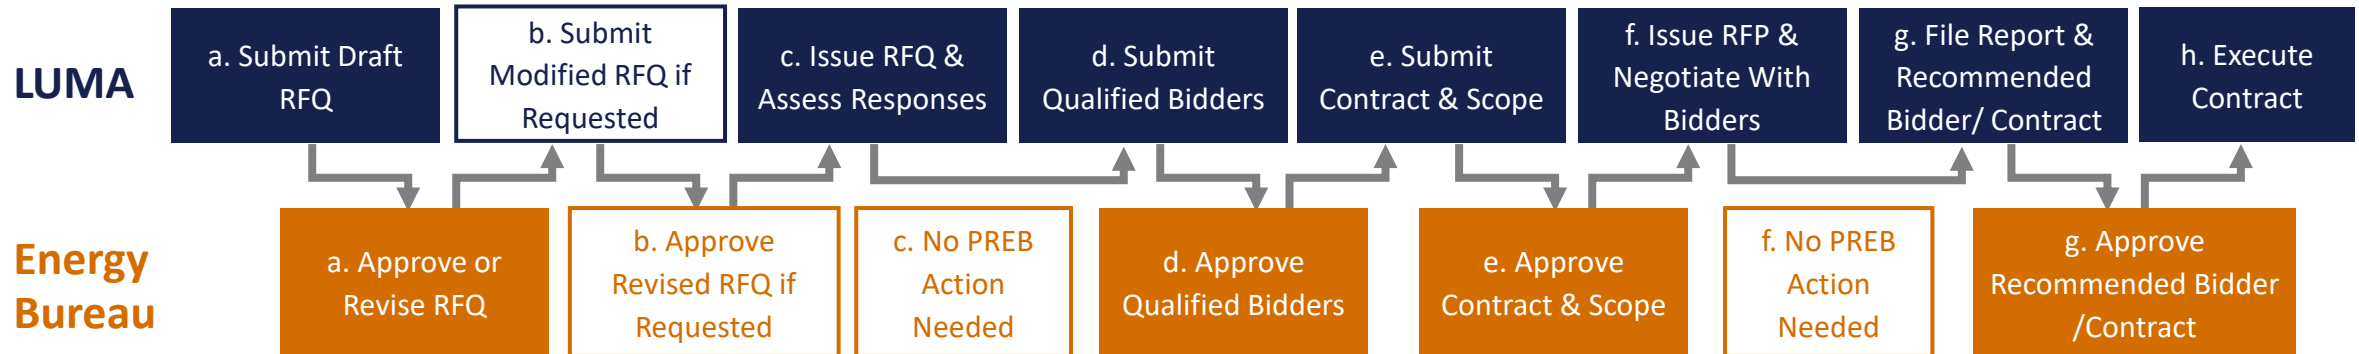 LUMA
a. Submit Draft
RFQ
b. Submit
Modified RFQ if
Requested
c. Issue RFQ &
Assess Responses
d. Submit
Qualified Bidders
e. Submit
Contract & Scope
f. Issue RFP &
Negotiate With
Bidders
g. File Report &
Recommended
Bidder/ Contract
h. Execute
Contract
Energy
Bureau
a. Approve or
Revise RFQ
b. Approve
Revised RFQ if
Requested
c. No PREB
Action
Needed
d. Approve
Qualified Bidders
e. Approve
Contract & Scope
f. No PREB
Action
Needed
g. Approve
Recommended Bidder
/Contract